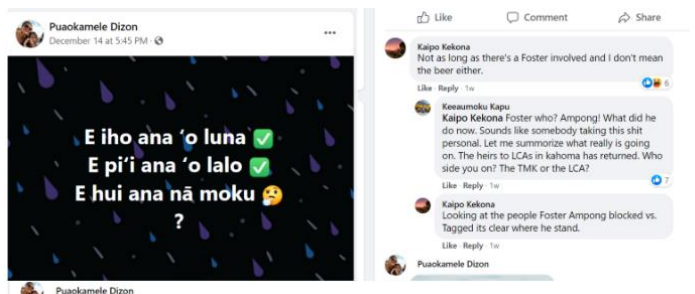 Puaokamele Dizon
December 14 at 5:45 PM ·
E iho ana ʻo luna ✅
E piʻi ana ʻo lalo ✅
E hui ana nā moku 🤔
?
Puaokamele Dizon
Like Comment Share
Kaipo Kekona
Not as long as there's a Foster involved and I don't mean
the beer either.
Like · Reply · 1w
6
Keeaumoku Kapu
Kaipo Kekona Foster who? Ampong! What did he
do now. Sounds like somebody taking this shit
personal. Let me summarize what really is going
on. The heirs to LCAs in kahoma has returned. Who
side you on? The TMK or the LCA?
Like · Reply · 1w
7
Kaipo Kekona
Looking at the people Foster Ampong blocked vs.
Tagged its clear where he stand.
Like · Reply · 1w
Puaokamele Dizon